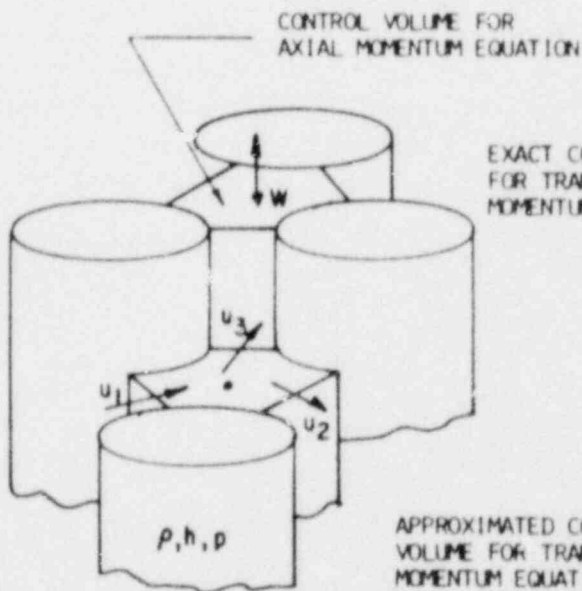 CONTROL VOLUME FOR
AXIAL MOMENTUM EQUATION
EXACT CO
FOR TRA
MOMENTU
W
u3
u1
u2
ρ,h,p
APPROXIMATED CO
VOLUME FOR TRA
MOMENTUM EQUAT